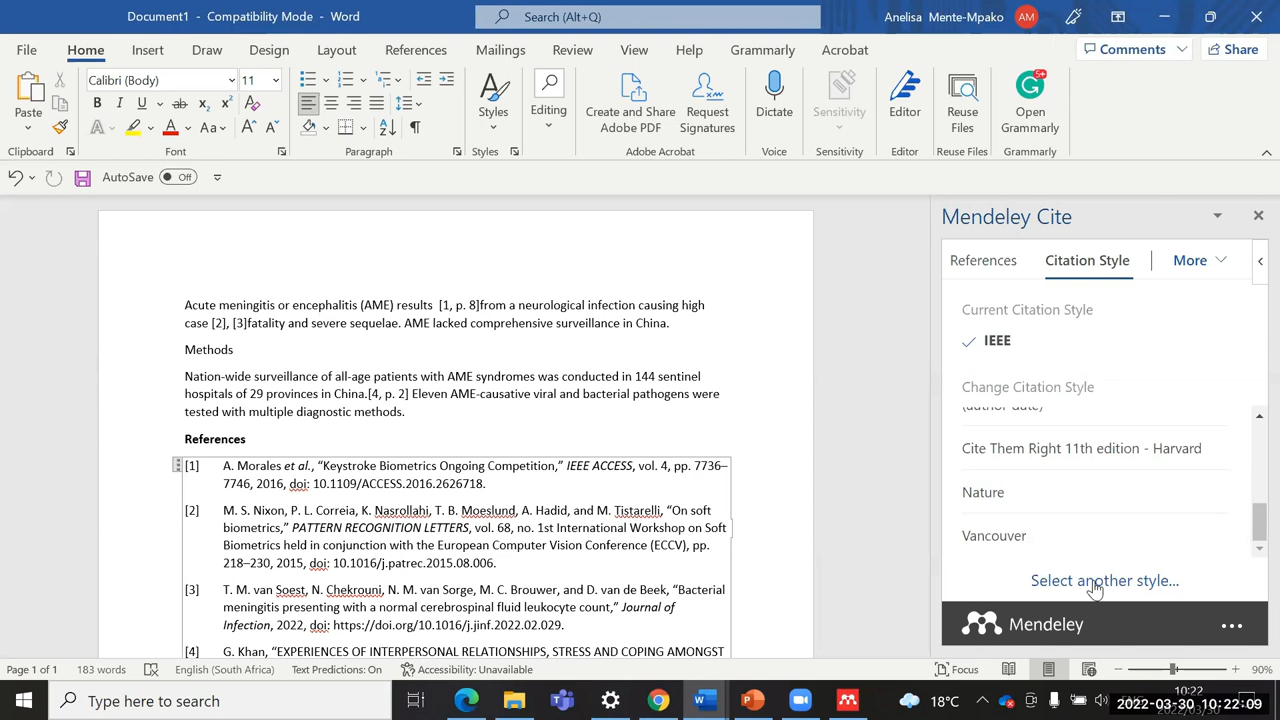 Document1 - Compatibility Mode - Word
Search (Alt+Q)
Anelisa Mente-Mpako
AM
File Home Insert Draw Design Layout References Mailings Review View Help Grammarly Acrobat
Comments
Share
Paste
Calibri (Body)
11
Styles
Editing
Create and Share
Adobe PDF
Request
Signatures
Dictate
Sensitivity
Editor
Reuse
Files
5+
Open
Grammarly
Clipboard
Font
Paragraph
Styles
Adobe Acrobat
Voice
Sensitivity
Editor
Reuse Files
Grammarly
AutoSave Off
Acute meningitis or encephalitis (AME) results [1, p. 8]from a neurological infection causing high
case [2], [3]fatality and severe sequelae. AME lacked comprehensive surveillance in China.
Methods
Nation-wide surveillance of all-age patients with AME syndromes was conducted in 144 sentinel
hospitals of 29 provinces in China.[4, p. 2] Eleven AME-causative viral and bacterial pathogens were
tested with multiple diagnostic methods.
References
[1] A. Morales et al., “Keystroke Biometrics Ongoing Competition,” IEEE ACCESS, vol. 4, pp. 7736–
7746, 2016, doi: 10.1109/ACCESS.2016.2626718.
[2] M. S. Nixon, P. L. Correia, K. Nasrollahi, T. B. Moeslund, A. Hadid, and M. Tistarelli, “On soft
biometrics,” PATTERN RECOGNITION LETTERS, vol. 68, no. 1st International Workshop on Soft
Biometrics held in conjunction with the European Computer Vision Conference (ECCV), pp.
218–230, 2015, doi: 10.1016/j.patrec.2015.08.006.
[3] T. M. van Soest, N. Chekrouni, N. M. van Sorge, M. C. Brouwer, and D. van de Beek, “Bacterial
meningitis presenting with a normal cerebrospinal fluid leukocyte count,” Journal of
Infection, 2022, doi: https://doi.org/10.1016/j.jinf.2022.02.029.
[4] G. Khan, “EXPERIENCES OF INTERPERSONAL RELATIONSHIPS, STRESS AND COPING AMONGST
Mendeley Cite
References Citation Style More
Current Citation Style
IEEE
Change Citation Style
(author-date)
Cite Them Right 11th edition - Harvard
Nature
Vancouver
Select another style...
Mendeley
Page 1 of 1 183 words English (South Africa) Text Predictions: On Accessibility: Unavailable
Focus
90%
Type here to search
18°C
ENG
10:22
2022-03-30 10:22:09